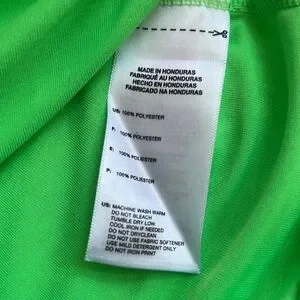 MADE IN HONDURAS
FABRIQUÉ AU HONDURAS
HECHO EN HONDURAS
FABRICADO NA HONDURAS
US: 100% POLYESTER
F: 100% POLYESTER
E: 100% POLIESTER
P: 100% POLIÉSTER
US: MACHINE WASH WARM
DO NOT BLEACH
TUMBLE DRY LOW
COOL IRON IF NEEDED
DO NOT DRYCLEAN
DO NOT USE FABRIC SOFTENER
USE MILD DETERGENT ONLY
DO NOT IRON PRINT